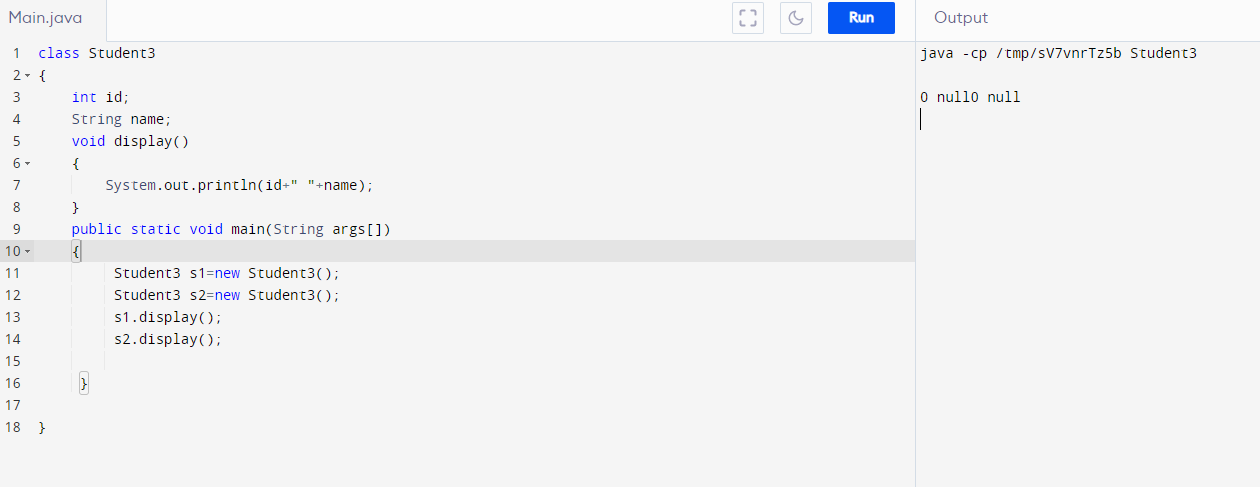 Main.java
Run
Output
1 class Student3
2 {
3 int id;
4 String name;
5 void display()
6 {
7 System.out.println(id+" "+name);
8 }
9 public static void main(String args[])
10 {
11 Student3 s1=new Student3();
12 Student3 s2=new Student3();
13 s1.display();
14 s2.display();
15
16 }
17
18 }
java -cp /tmp/sV7vnrTz5b Student3
0 null0 null